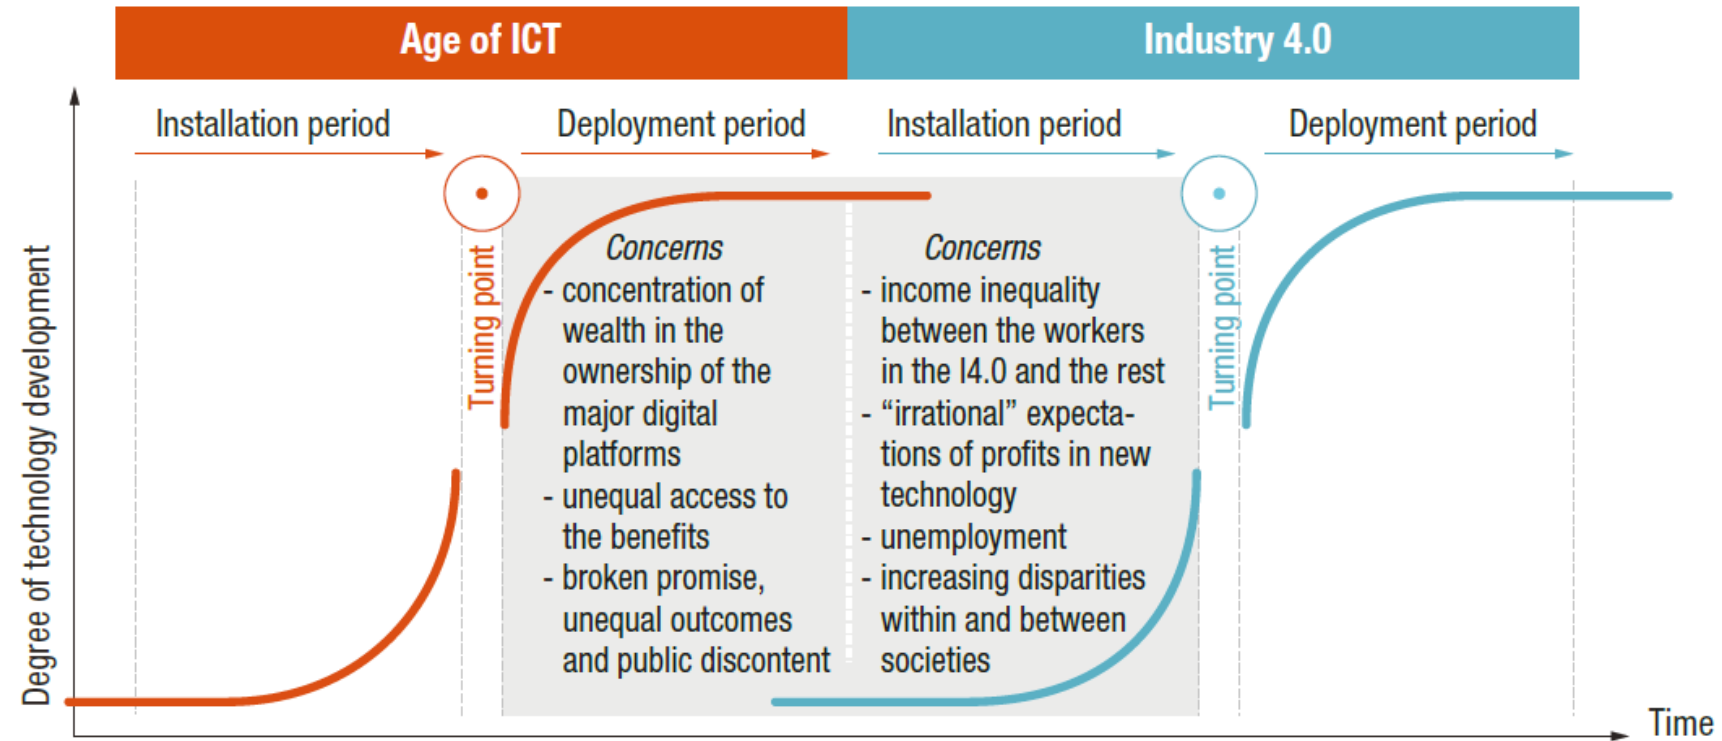 Age of ICT
Industry 4.0
Installation period
Deployment period
Installation period
Deployment period
Degree of technology development
Turning point
Concerns
- concentration of
wealth in the
ownership of the
major digital
platforms
- unequal access to
the benefits
- broken promise,
unequal outcomes
and public discontent
Concerns
- income inequality
between the workers
in the I4.0 and the rest
- “irrational” expecta-
tions of profits in new
technology
- unemployment
- increasing disparities
within and between
societies
Turning point
Time